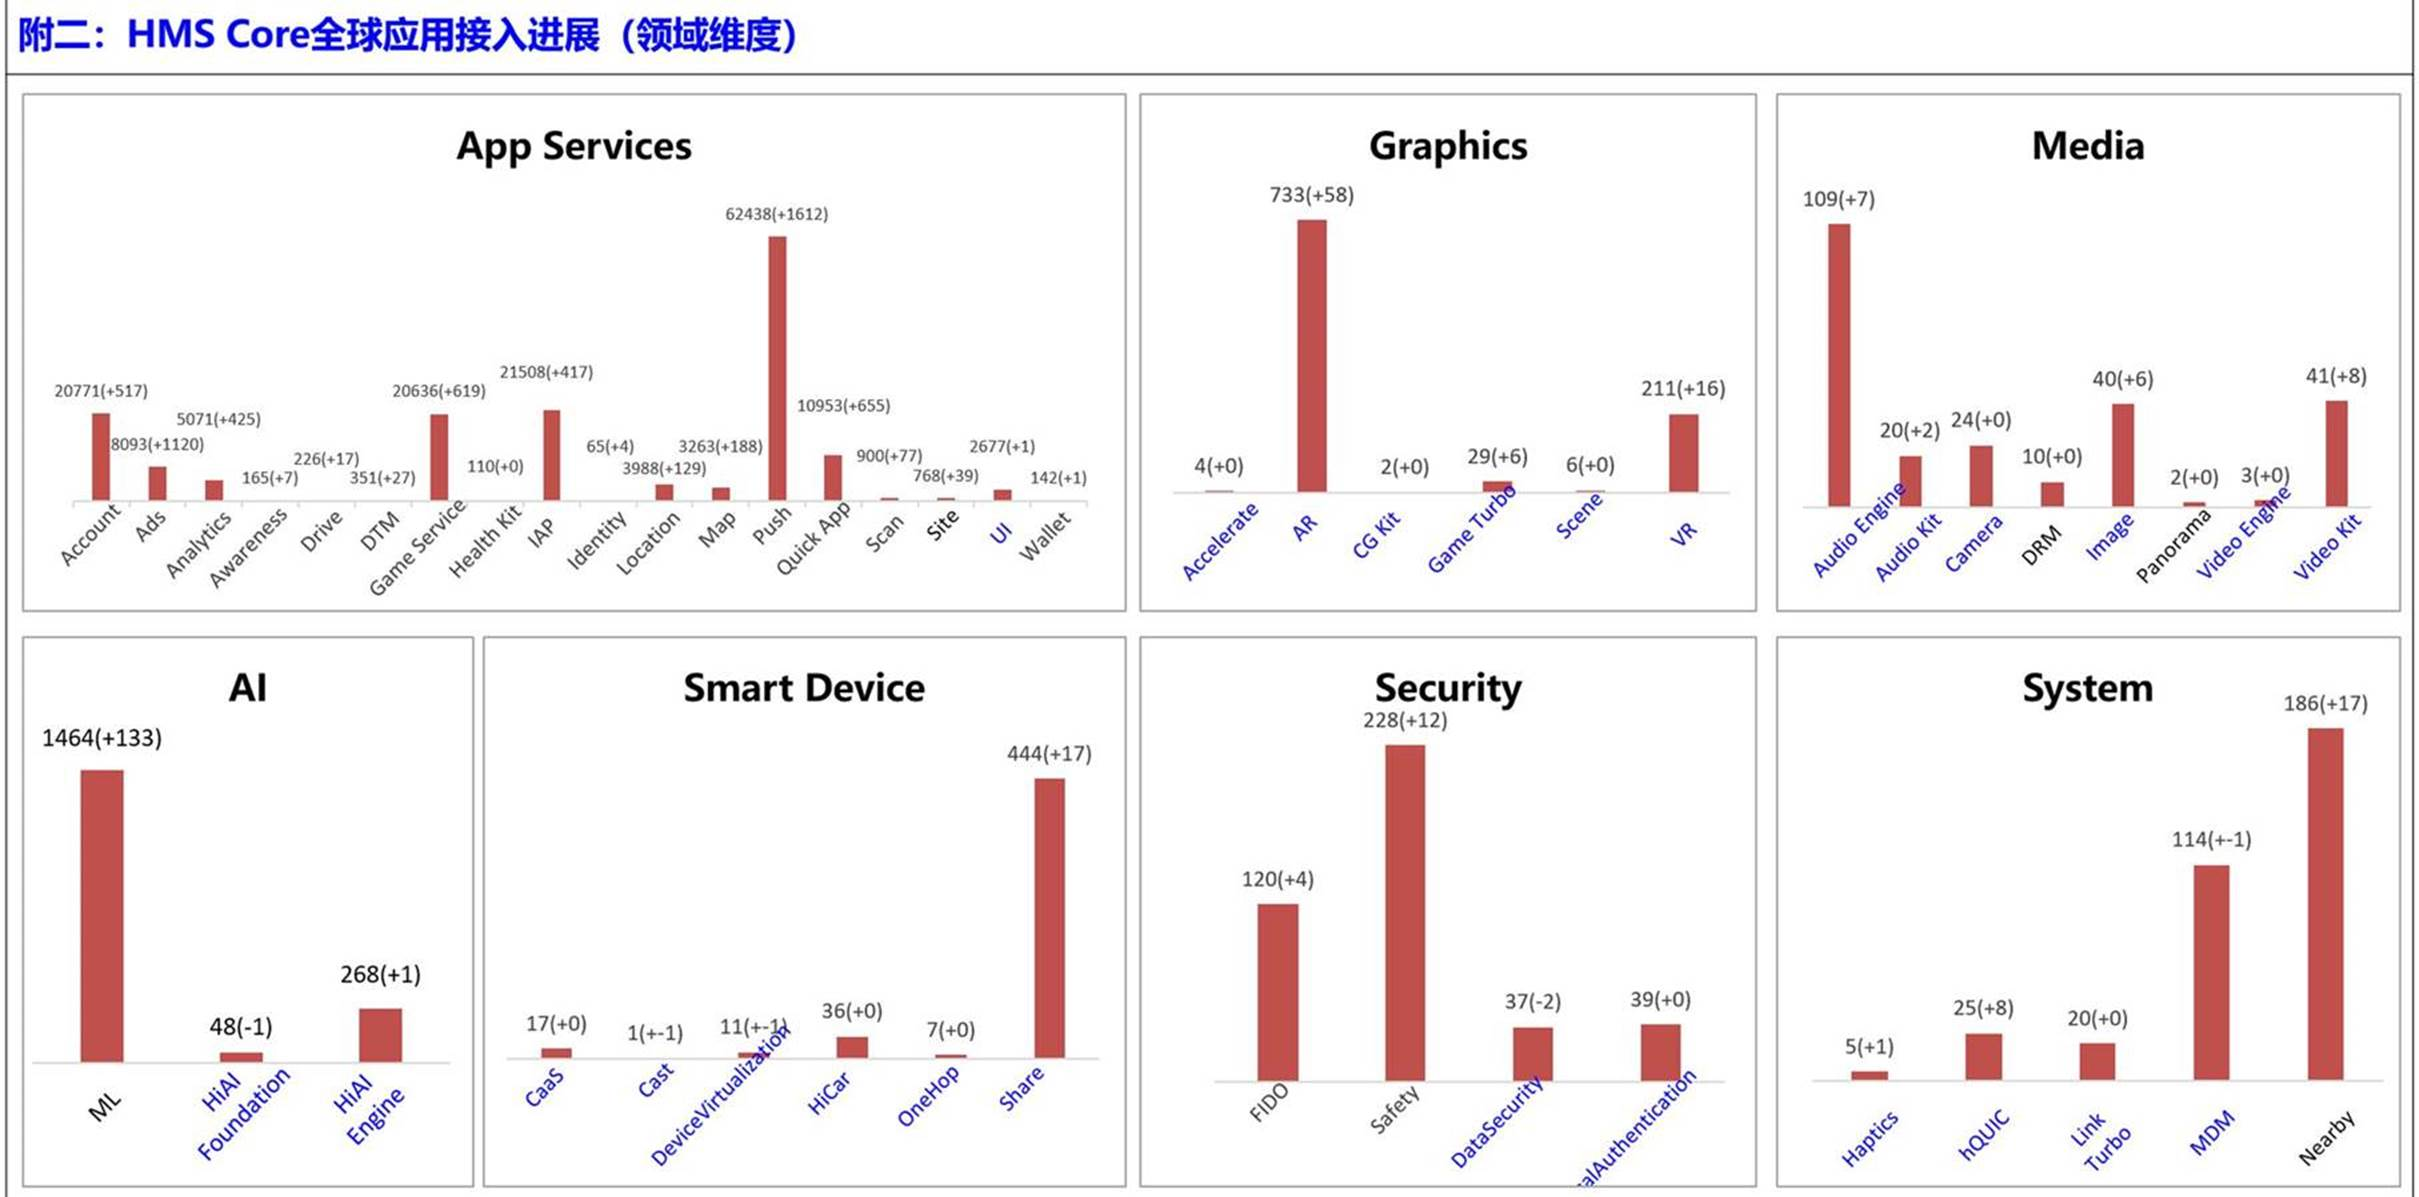 附二：HMS Core全球应用接入进展（领域维度）
App Services
62438(+1612)
21508(+417)
20771(+517)
20636(+619)
10953(+655)
5071(+425)
8093(+1120)
65(+4)
3263(+188)
2677(+1)
226(+17)
900(+77)
110(+0)
3988(+129)
165(+7)
351(+27)
768(+39)
142(+1)
Account
Ads
Analytics
Awareness
Drive
DTM
Game Service
Health Kit
IAP
Identity
Location
Map
Push
Quick App
Scan
Site
UI
Wallet
Graphics
733(+58)
211(+16)
4(+0)
2(+0)
29(+6)
6(+0)
Accelerate
AR
CG Kit
Game Turbo
Scene
VR
Media
109(+7)
20(+2)
24(+0)
10(+0)
40(+6)
2(+0)
3(+0)
41(+8)
Audio Engine
Audio Kit
Camera
DRM
Image
Panorama
Video Engine
Video Kit
AI
1464(+133)
48(-1)
268(+1)
ML
HiAI
Foundation
HiAI
Engine
Smart Device
17(+0)
1(+-1)
11(+-1)
36(+0)
7(+0)
444(+17)
CaaS
Cast
DeviceVirtualization
HiCar
OneHop
Share
Security
120(+4)
228(+12)
37(-2)
39(+0)
FIDO
Safety
DataSecurity
alAuthentication
System
5(+1)
25(+8)
20(+0)
114(+-1)
186(+17)
Haptics
hQUIC
Link
Turbo
MDM
Nearby